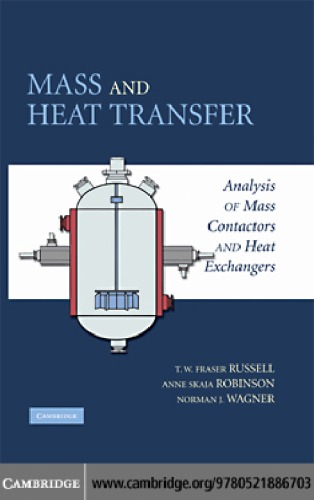 MASS AND
HEAT TRANSFER
Analysis
OF Mass
Contactors
AND Heat
Exchangers
T. W. FRASER RUSSELL
ANNE SKAJA ROBINSON
NORMAN J. WAGNER
CAMBRIDGE
CAMBRIDGE www.cambridge.org/9780521886703